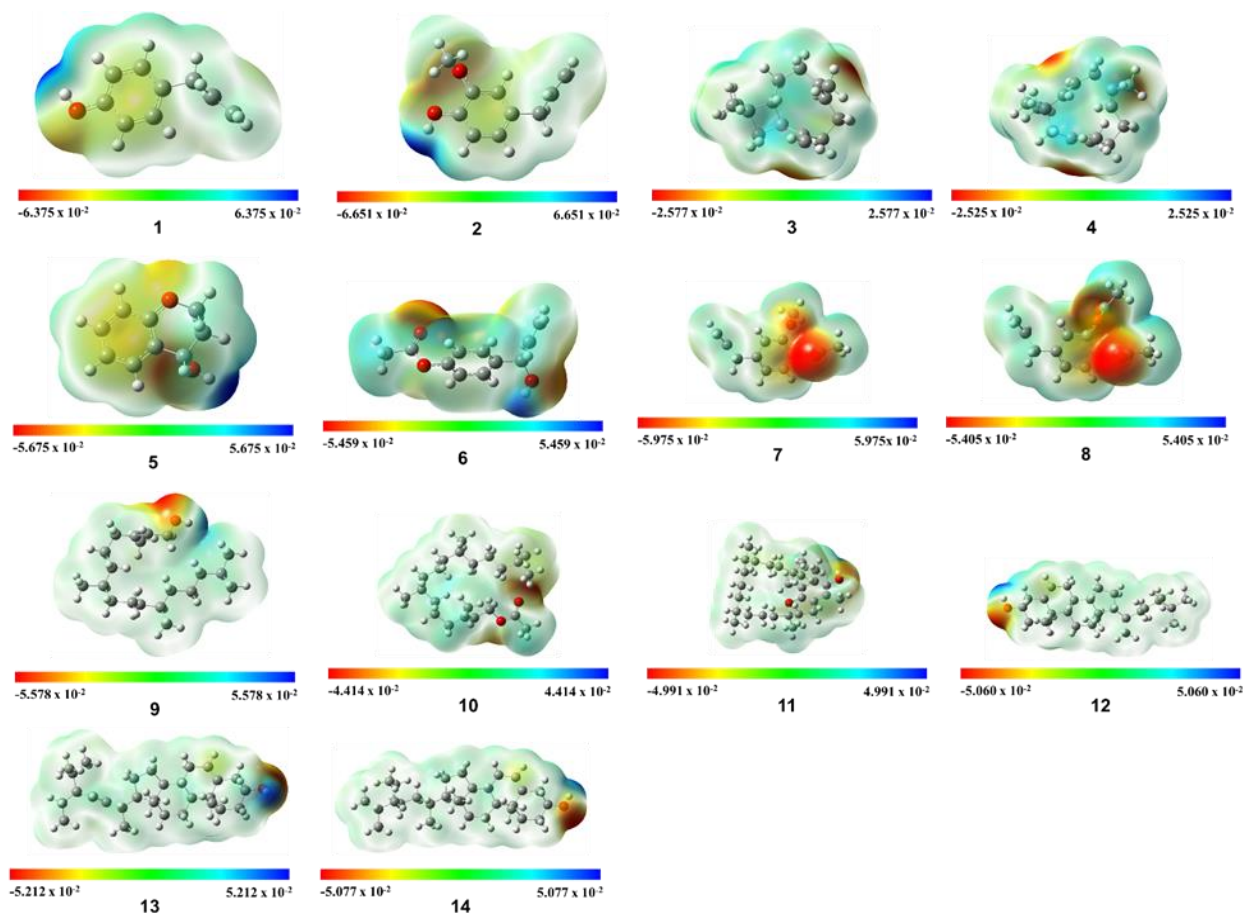 -6.375 x 10⁻² 6.375 x 10⁻² -6.651 x 10⁻² 6.651 x 10⁻² -2.577 x 10⁻² 2.577 x 10⁻² -2.525 x 10⁻² 2.525 x 10⁻²
1 2 3 4
-5.675 x 10⁻² 5.675 x 10⁻² -5.459 x 10⁻² 5.459 x 10⁻² -5.975 x 10⁻² 5.975 x 10⁻² -5.405 x 10⁻² 5.405 x 10⁻²
5 6 7 8
-5.578 x 10⁻² 5.578 x 10⁻² -4.414 x 10⁻² 4.4414 x 10⁻² -4.991 x 10⁻² 4.991 x 10⁻² -5.060 x 10⁻² 5.060 x 10⁻²
9 10 11 12
-5.212 x 10⁻² 5.212 x 10⁻² -5.077 x 10⁻² 5.077 x 10⁻²
13 14